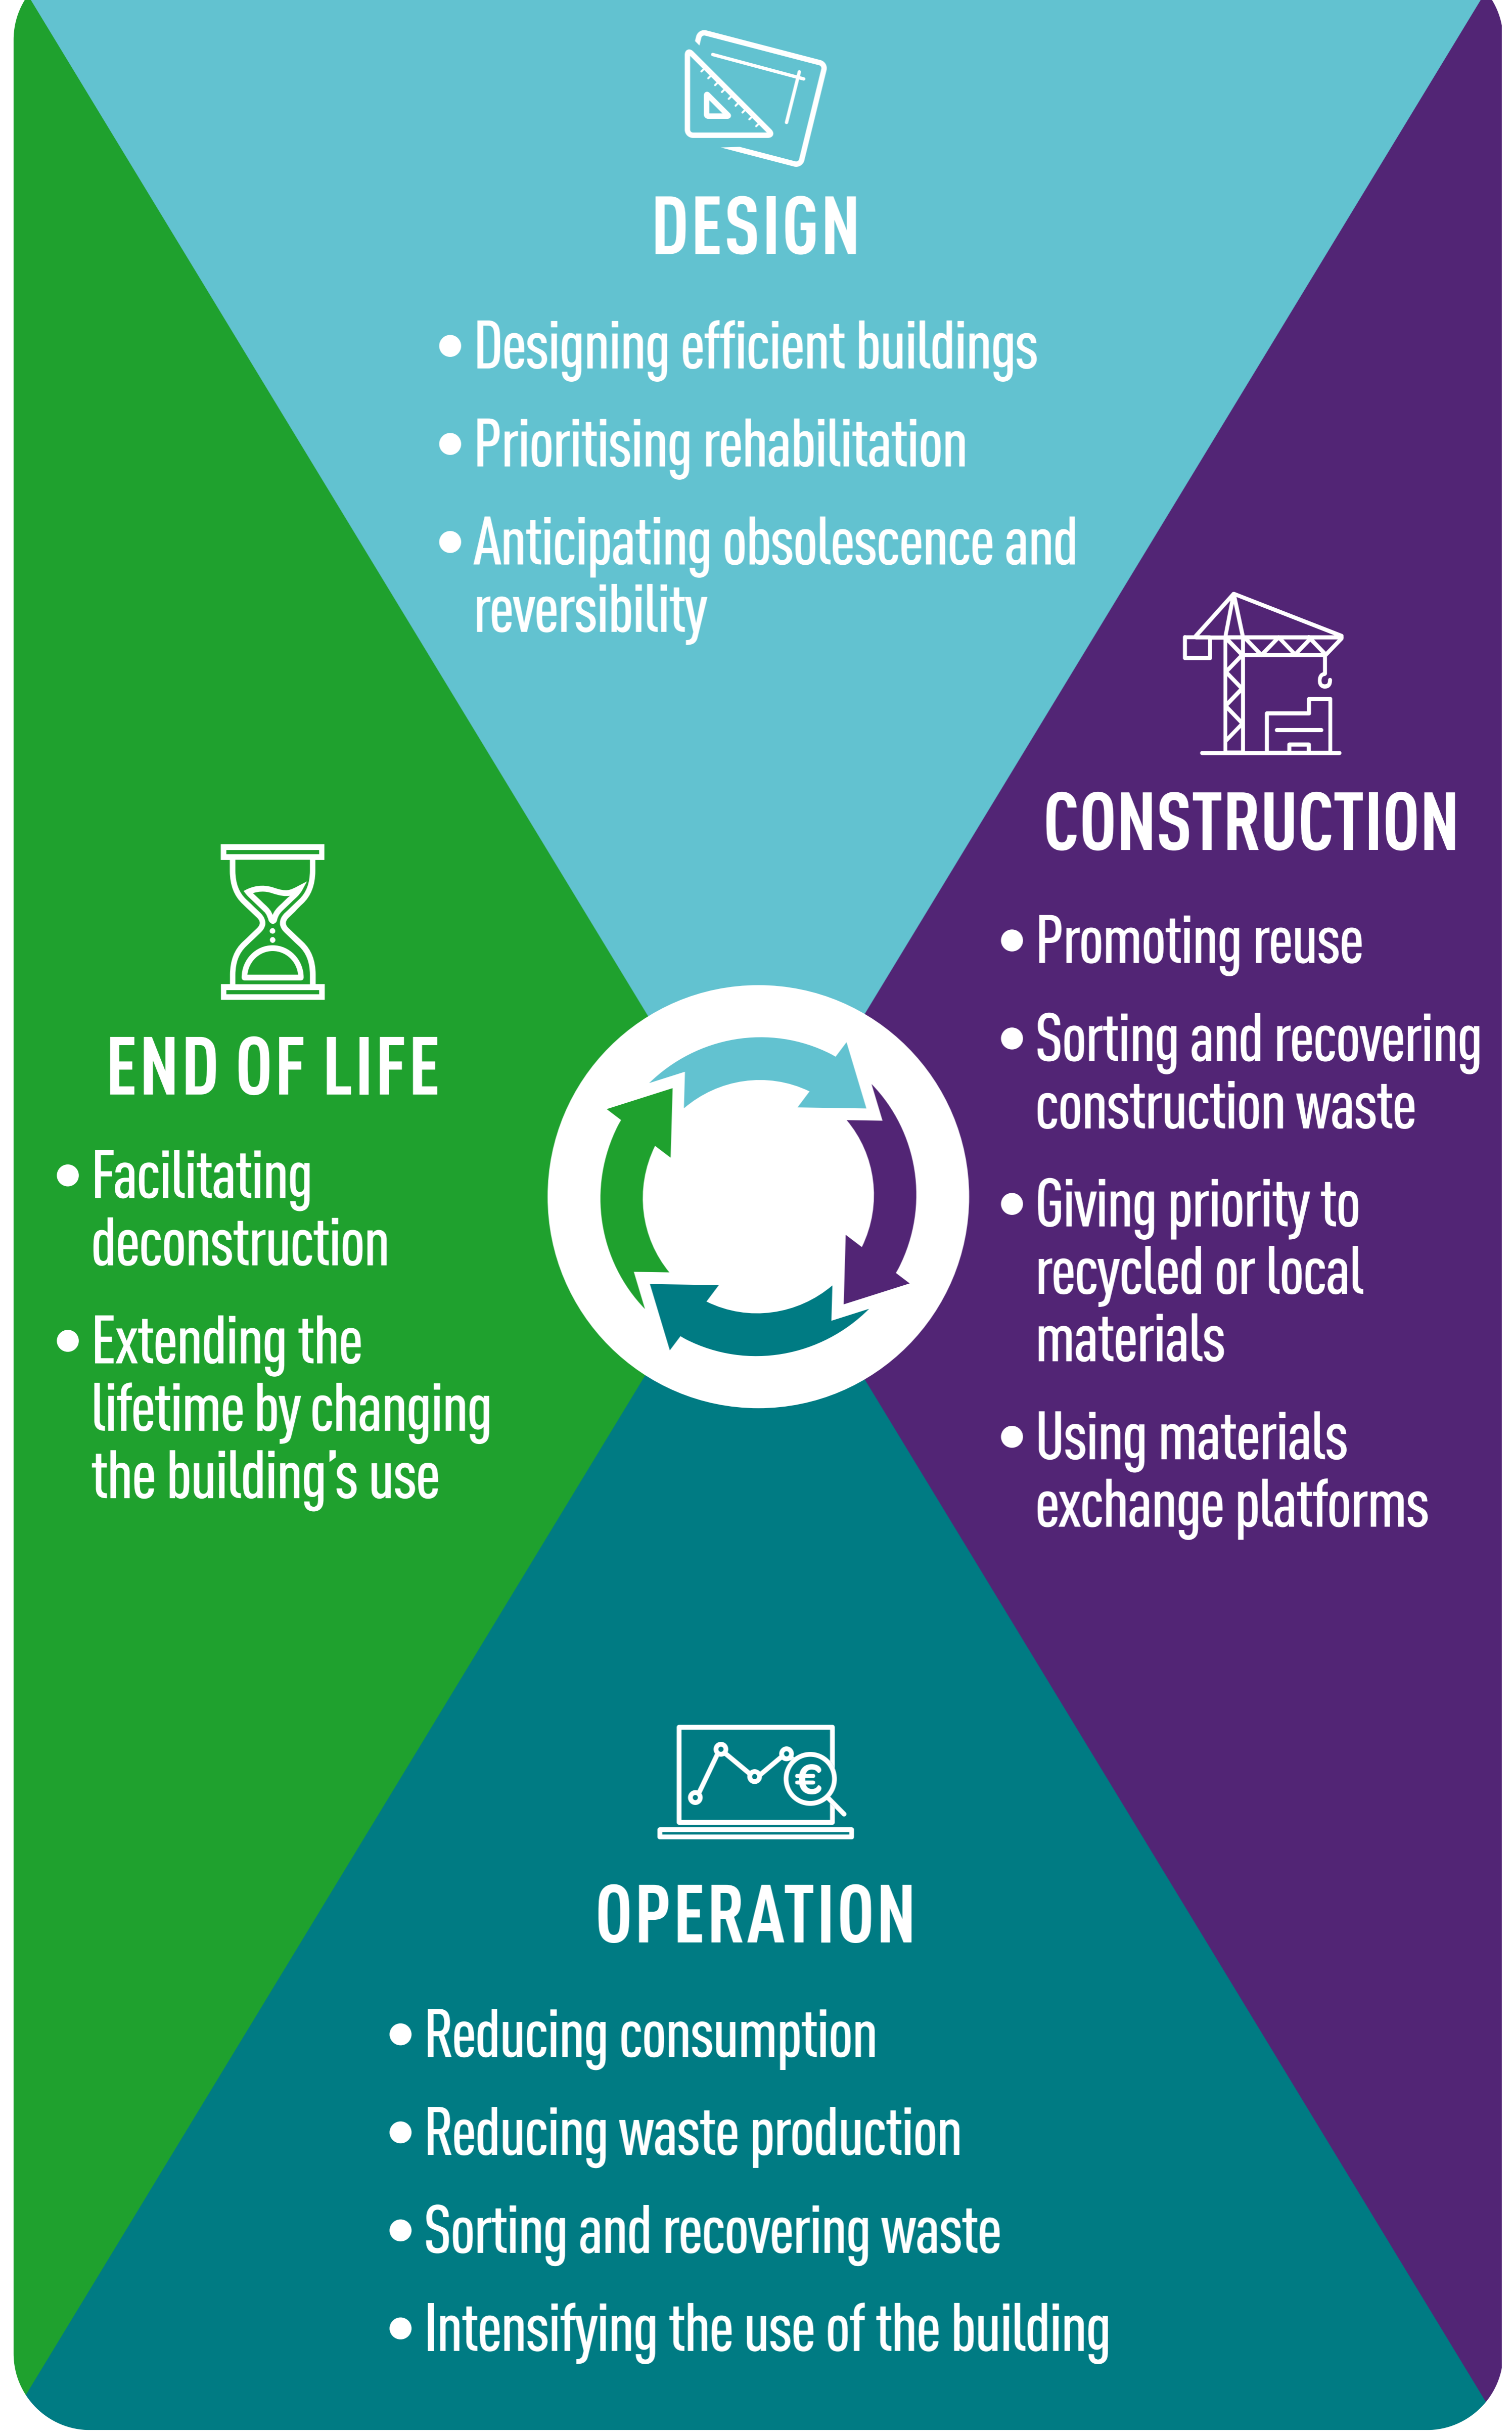 DESIGN
• Designing efficient buildings
• Prioritising rehabilitation
• Anticipating obsolescence and
reversibility
CONSTRUCTION
• Promoting reuse
• Sorting and recovering
construction waste
• Giving priority to
recycled or local
materials
• Using materials
exchange platforms
END OF LIFE
• Facilitating
deconstruction
• Extending the
lifetime by changing
the building's use
€
OPERATION
• Reducing consumption
• Reducing waste production
• Sorting and recovering waste
• Intensifying the use of the building